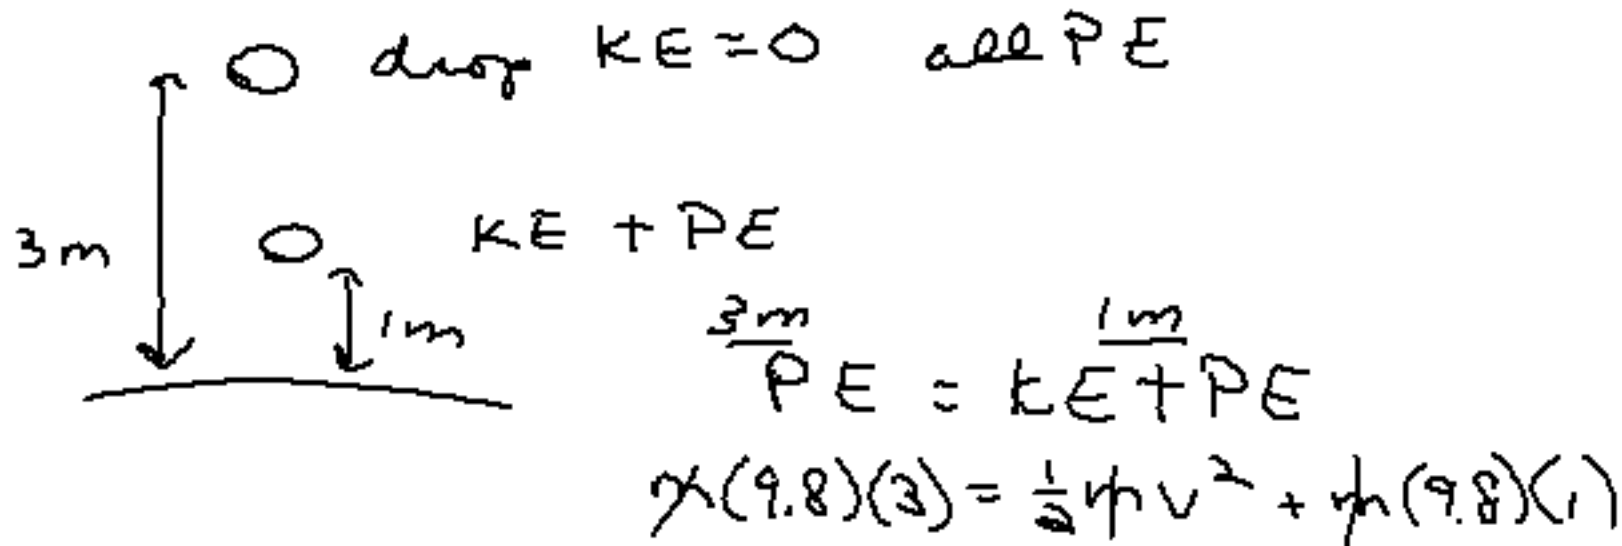 drop KE = 0 all PE
3m
KE + PE
1m
3m 1m
PE = KE + PE
m(9.8)(3) = ½mv² + m(9.8)(1)